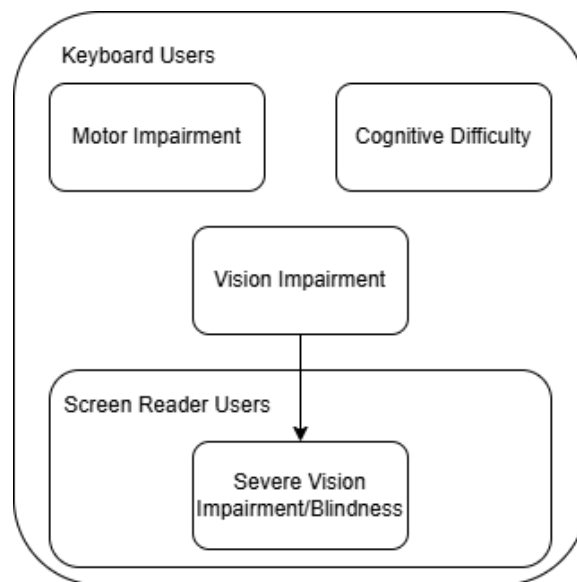 Keyboard Users
Motor Impairment
Cognitive Difficulty
Vision Impairment
Screen Reader Users
Severe Vision
Impairment/Blindness